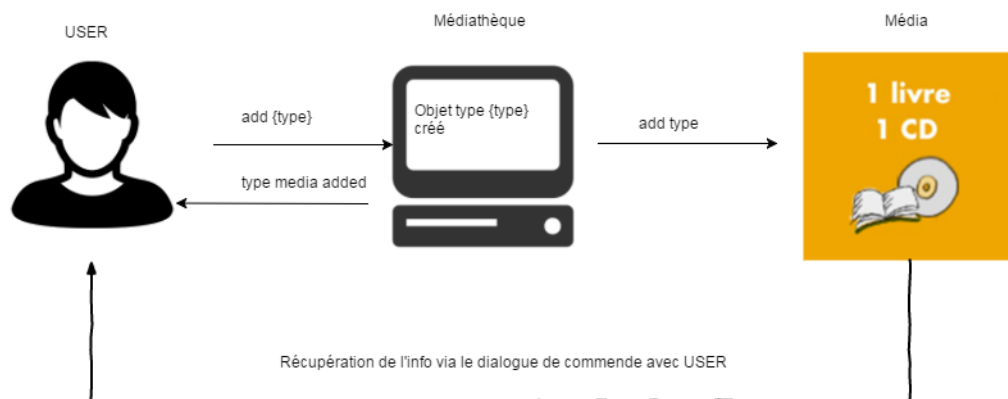 USER
Médiathèque
Média
add {type}
Objet type {type}
créé
add type
1 livre
1 CD
type media added
Récupération de l'info via le dialogue de commende avec USER